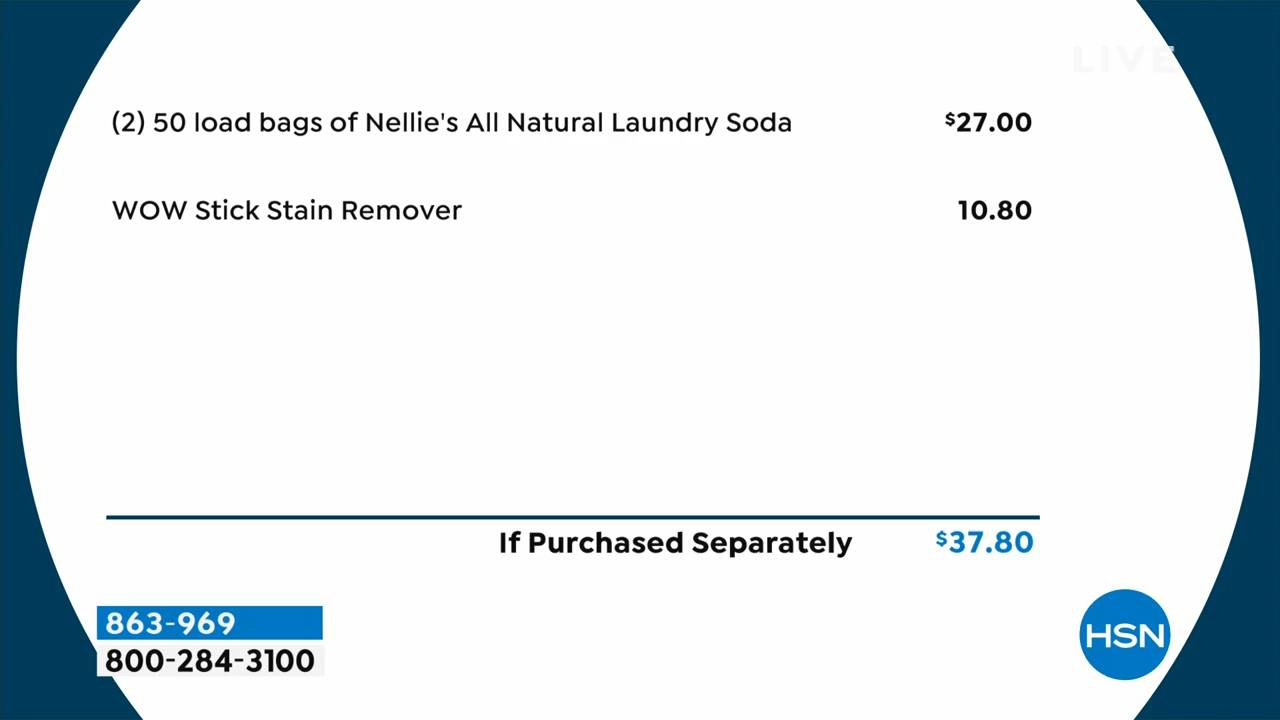 LIVE
(2) 50 load bags of Nellie's All Natural Laundry Soda $27.00
WOW Stick Stain Remover 10.80
If Purchased Separately $37.80
863-969
800-284-3100
HSN